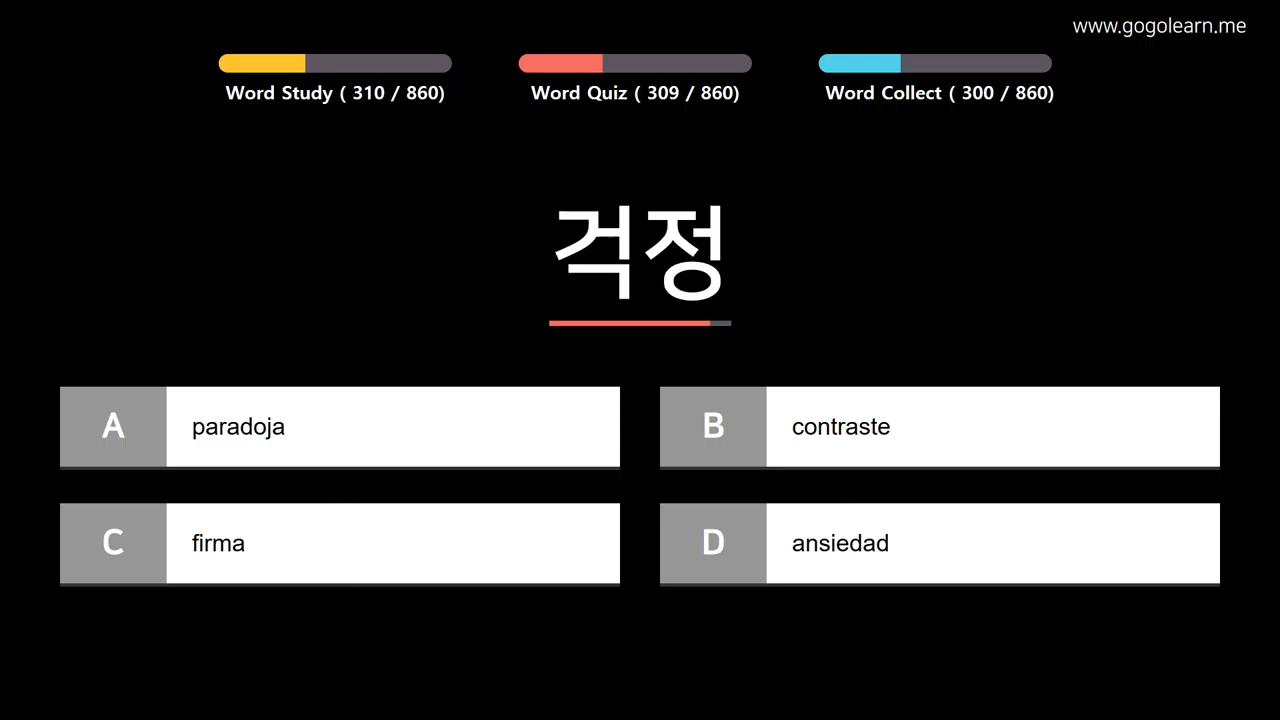 www.gogolearn.me
Word Study ( 310 / 860)
Word Quiz ( 309 / 860)
Word Collect ( 300 / 860)
걱정
A paradoja
B contraste
C firma
D ansiedad